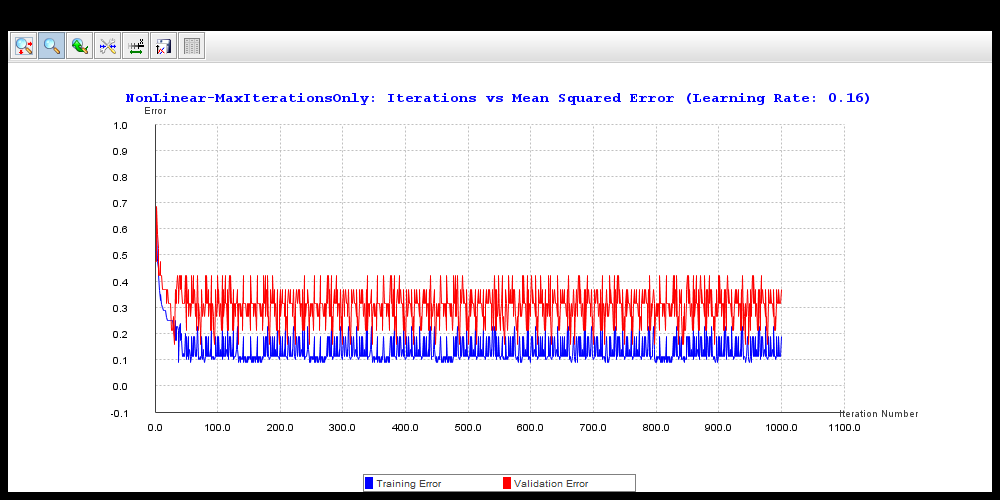 NonLinear-MaxIterationsOnly: Iterations vs Mean Squared Error (Learning Rate: 0.16)
Error
1.0
0.9
0.8
0.7
0.6
0.5
0.4
0.3
0.2
0.1
0.0
-0.1
Iteration Number
0.0 100.0 200.0 300.0 400.0 500.0 600.0 700.0 800.0 900.0 1000.0 1100.0
Training Error Validation Error